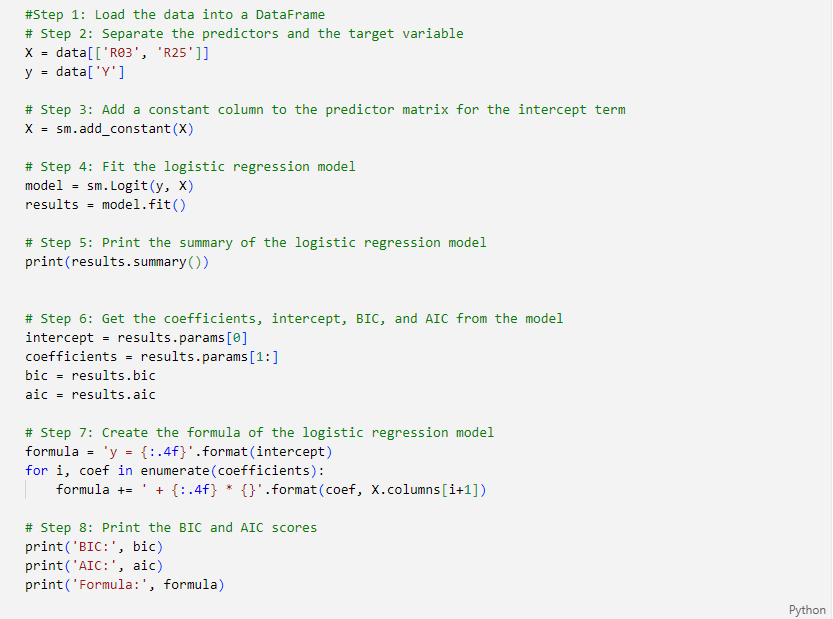 #Step 1: Load the data into a DataFrame
# Step 2: Separate the predictors and the target variable
X = data[['R03', 'R25']]
y = data['Y']
# Step 3: Add a constant column to the predictor matrix for the intercept term
X = sm.add_constant(X)
# Step 4: Fit the logistic regression model
model = sm.Logit(y, X)
results = model.fit()
# Step 5: Print the summary of the logistic regression model
print(results.summary())
# Step 6: Get the coefficients, intercept, BIC, and AIC from the model
intercept = results.params[0]
coefficients = results.params[1:]
bic = results.bic
aic = results.aic
# Step 7: Create the formula of the logistic regression model
formula = 'y = {:.4f}'.format(intercept)
for i, coef in enumerate(coefficients):
    formula += ' + {:.4f} * {}'.format(coef, X.columns[i+1])
# Step 8: Print the BIC and AIC scores
print('BIC:', bic)
print('AIC:', aic)
print('Formula:', formula)
Python